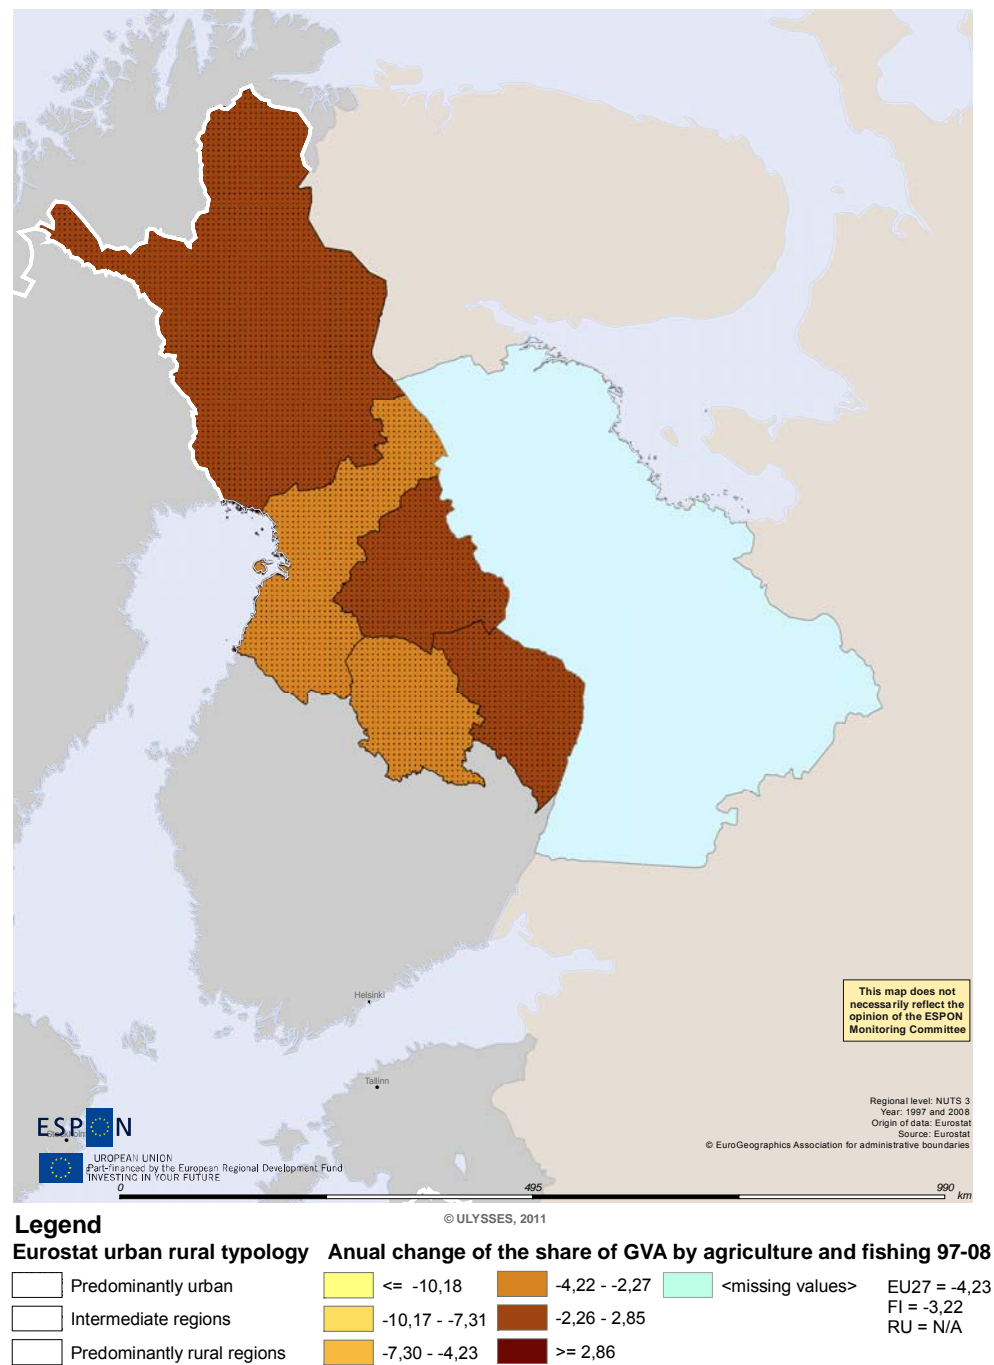 Helsinki
Tallinn
This map does not
necessarily reflect the
opinion of the ESPON
Monitoring Committee
Regional level: NUTS 3
Year: 1997 and 2008
Origin of data: Eurostat
Source: Eurostat
© EuroGeographics Association for administrative boundaries
ESPON
Stockholm
UROPEAN UNION
Part-financed by the European Regional Development Fund
INVESTING IN YOUR FUTURE
0 495 990
km
© ULYSSES, 2011
Legend
Eurostat urban rural typology
Predominantly urban
Intermediate regions
Predominantly rural regions
Anual change of the share of GVA by agriculture and fishing 97-08
<= -10,18
-10,17 - -7,31
-7,30 - -4,23
-4,22 - -2,27
-2,26 - 2,85
>= 2,86
<missing values>
EU27 = -4,23
FI = -3,22
RU = N/A